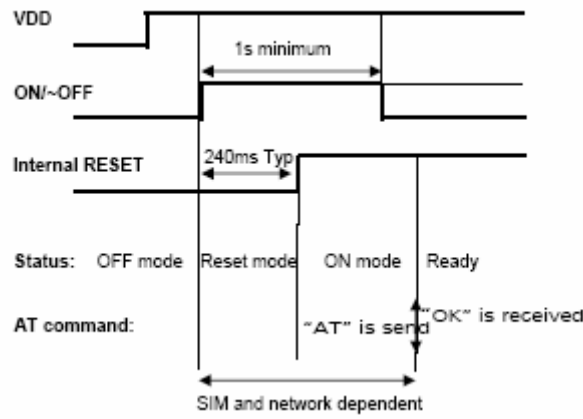 VDD
1s minimum
ON/~OFF
240ms Typ
Internal RESET
Status: OFF mode Reset mode ON mode Ready
AT command: "AT" is send "OK" is received
SIM and network dependent